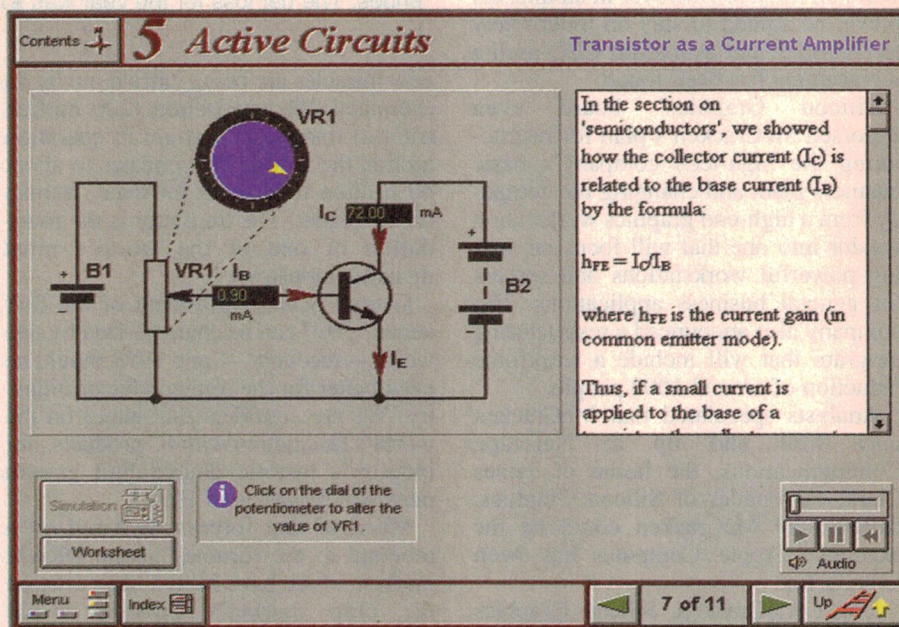 Contents
5 Active Circuits
Transistor as a Current Amplifier
VR1
In the section on
'semiconductors', we showed
how the collector current (IC) is
related to the base current (IB)
by the formula:
hFE = IC/IB
where hFE is the current gain (in
common emitter mode).
Thus, if a small current is
applied to the base of a
IC 72.00 mA
B1
VR1
IB
0.90
mA
B2
IE
+
−
+
−
Simulation
Worksheet
i Click on the dial of the
potentiometer to alter the
value of VR1.
Audio
Menu
Index
7 of 11
Up